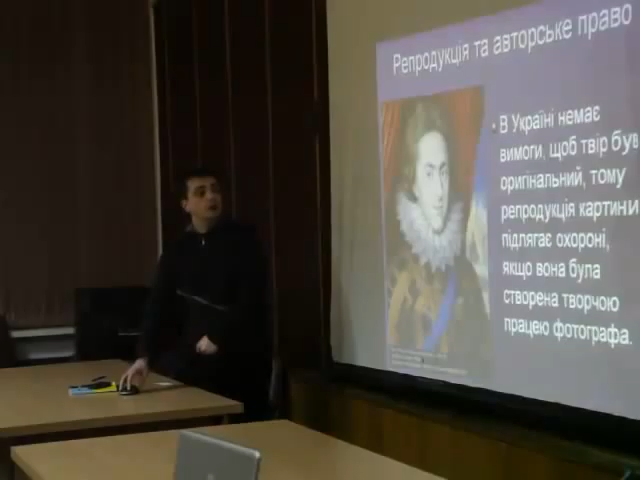 Репродукція та авторське право
• В Україні немає
вимоги, щоб твір був
оригінальний, тому
репродукція картини
підлягає охороні,
якщо вона була
створена творчою
працею фотографа.